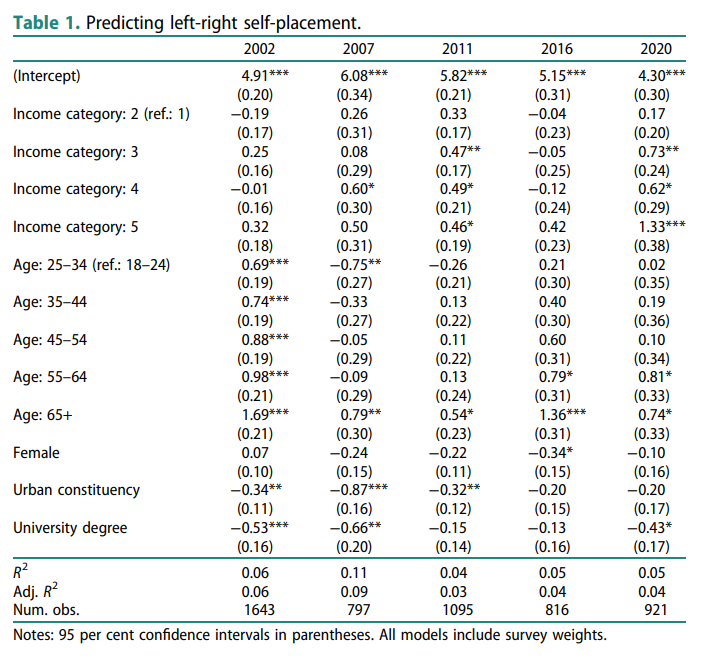 Table 1. Predicting left-right self-placement.
2002 2007 2011 2016 2020
(Intercept) 4.91*** 6.08*** 5.82*** 5.15*** 4.30***
(0.20) (0.34) (0.21) (0.31) (0.30)
Income category: 2 (ref.: 1) −0.19 0.26 0.33 −0.04 0.17
(0.17) (0.31) (0.17) (0.23) (0.20)
Income category: 3 0.25 0.08 0.47** −0.05 0.73**
(0.16) (0.29) (0.17) (0.25) (0.24)
Income category: 4 −0.01 0.60* 0.49* −0.12 0.62*
(0.16) (0.30) (0.21) (0.24) (0.29)
Income category: 5 0.32 0.50 0.46* 0.42 1.33***
(0.18) (0.31) (0.19) (0.23) (0.38)
Age: 25–34 (ref.: 18–24) 0.69*** −0.75** −0.26 0.21 0.02
(0.19) (0.27) (0.21) (0.30) (0.35)
Age: 35–44 0.74*** −0.33 0.13 0.40 0.19
(0.19) (0.27) (0.22) (0.30) (0.36)
Age: 45–54 0.88*** −0.05 0.11 0.60 0.10
(0.19) (0.29) (0.22) (0.31) (0.34)
Age: 55–64 0.98*** −0.09 0.13 0.79* 0.81*
(0.21) (0.29) (0.24) (0.31) (0.33)
Age: 65+ 1.69*** 0.79** 0.54* 1.36*** 0.74*
(0.21) (0.30) (0.23) (0.31) (0.33)
Female 0.07 −0.24 −0.22 −0.34* −0.10
(0.10) (0.15) (0.11) (0.15) (0.16)
Urban constituency −0.34** −0.87*** −0.32** −0.20 −0.20
(0.11) (0.16) (0.12) (0.15) (0.17)
University degree −0.53*** −0.66** −0.15 −0.13 −0.43*
(0.16) (0.20) (0.14) (0.16) (0.17)
R² 0.06 0.11 0.04 0.05 0.05
Adj. R² 0.06 0.09 0.03 0.04 0.04
Num. obs. 1643 797 1095 816 921
Notes: 95 per cent confidence intervals in parentheses. All models include survey weights.